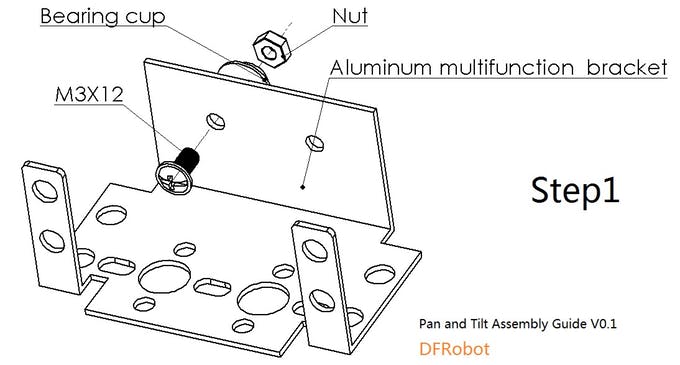 Bearing cup
Nut
Aluminum multifunction bracket
M3X12
Step1
Pan and Tilt Assembly Guide V0.1
DFRobot